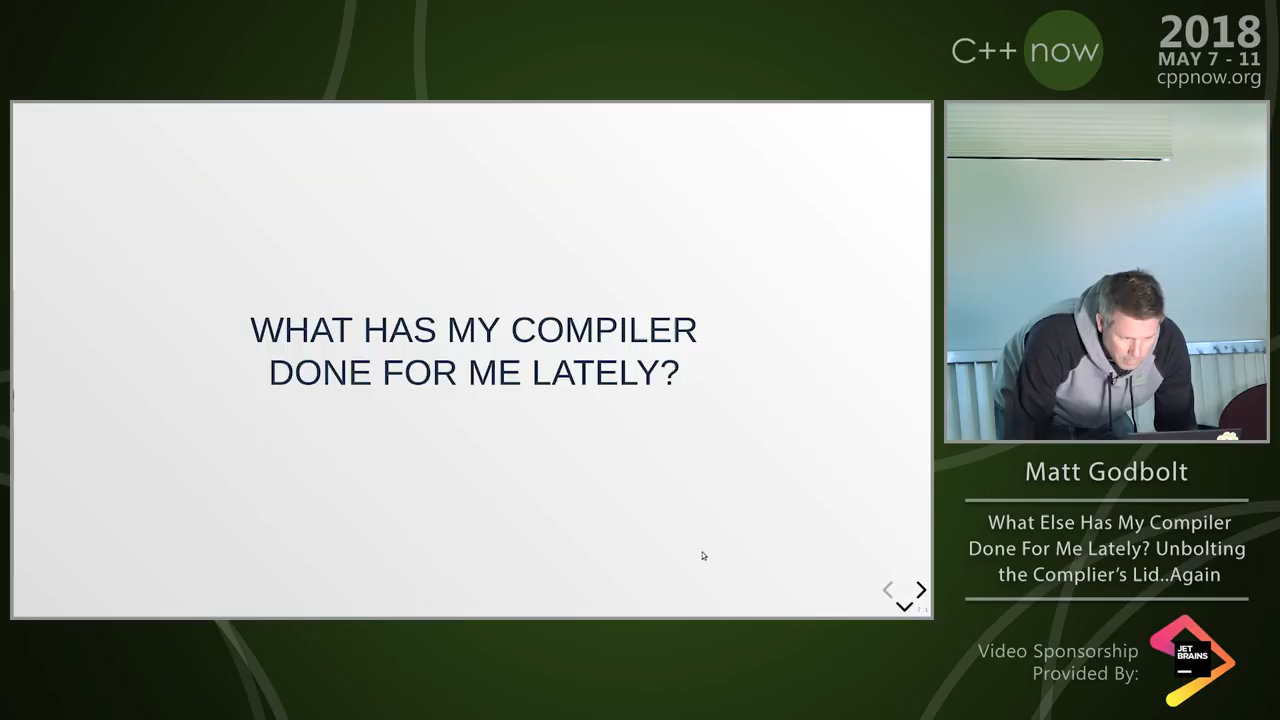 C++ now
2018
MAY 7 - 11
cppnow.org
WHAT HAS MY COMPILER
DONE FOR ME LATELY?
Matt Godbolt
What Else Has My Compiler
Done For Me Lately? Unbolting
the Complier's Lid..Again
Video Sponsorship
Provided By:
JET
BRAINS